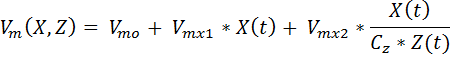 V_m(X,Z) = V_mo + V_mx1 * X(t) + V_mx2 * X(t) / (C_z * Z(t))